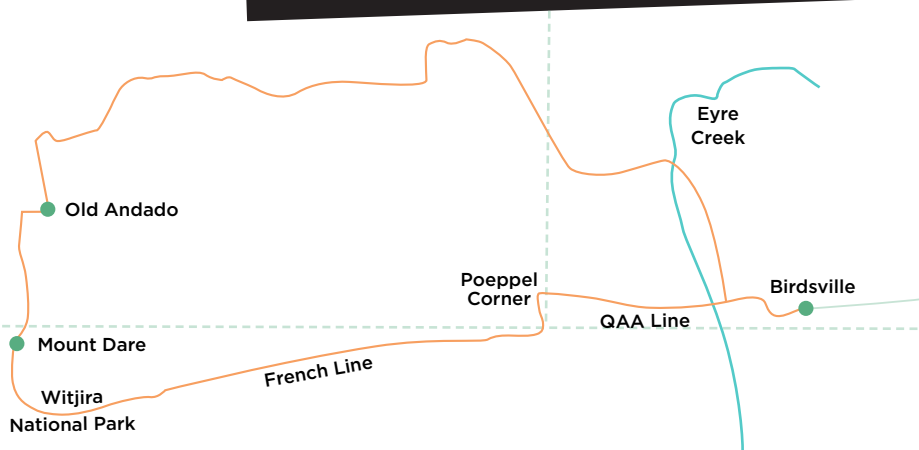 Eyre
Creek
Old Andado
Poeppel
Corner
Birdsville
QAA Line
Mount Dare
French Line
Witjira
National Park